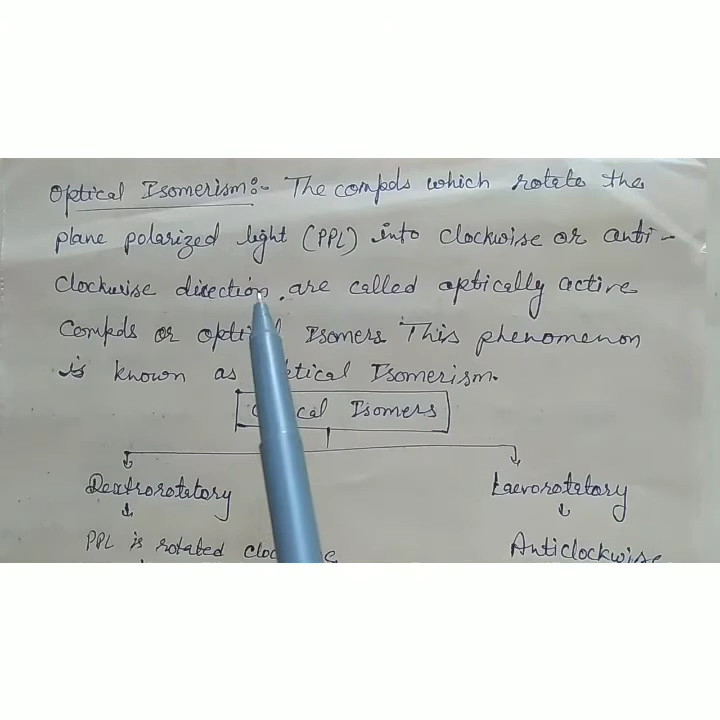 Optical Isomerism:- The compds which rotate the
plane polarized light (PPL) into clockwise or anti-
clockwise direction, are called optically active
Compds or opti Isomers. This phenomenon
is known as ptical Isomerism.
O cal Isomers
Dextrorotatory Laevorotatory
PPL is rotated cloc e Anticlockwise